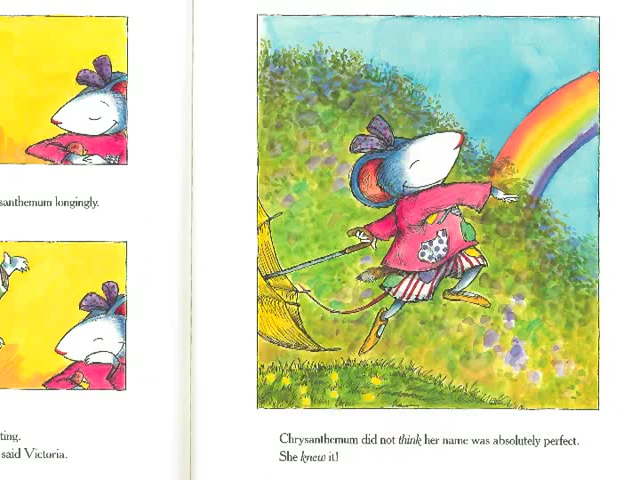 santhemum longingly.
ting.
said Victoria.
Chrysanthemum did not think her name was absolutely perfect.
She knew it!